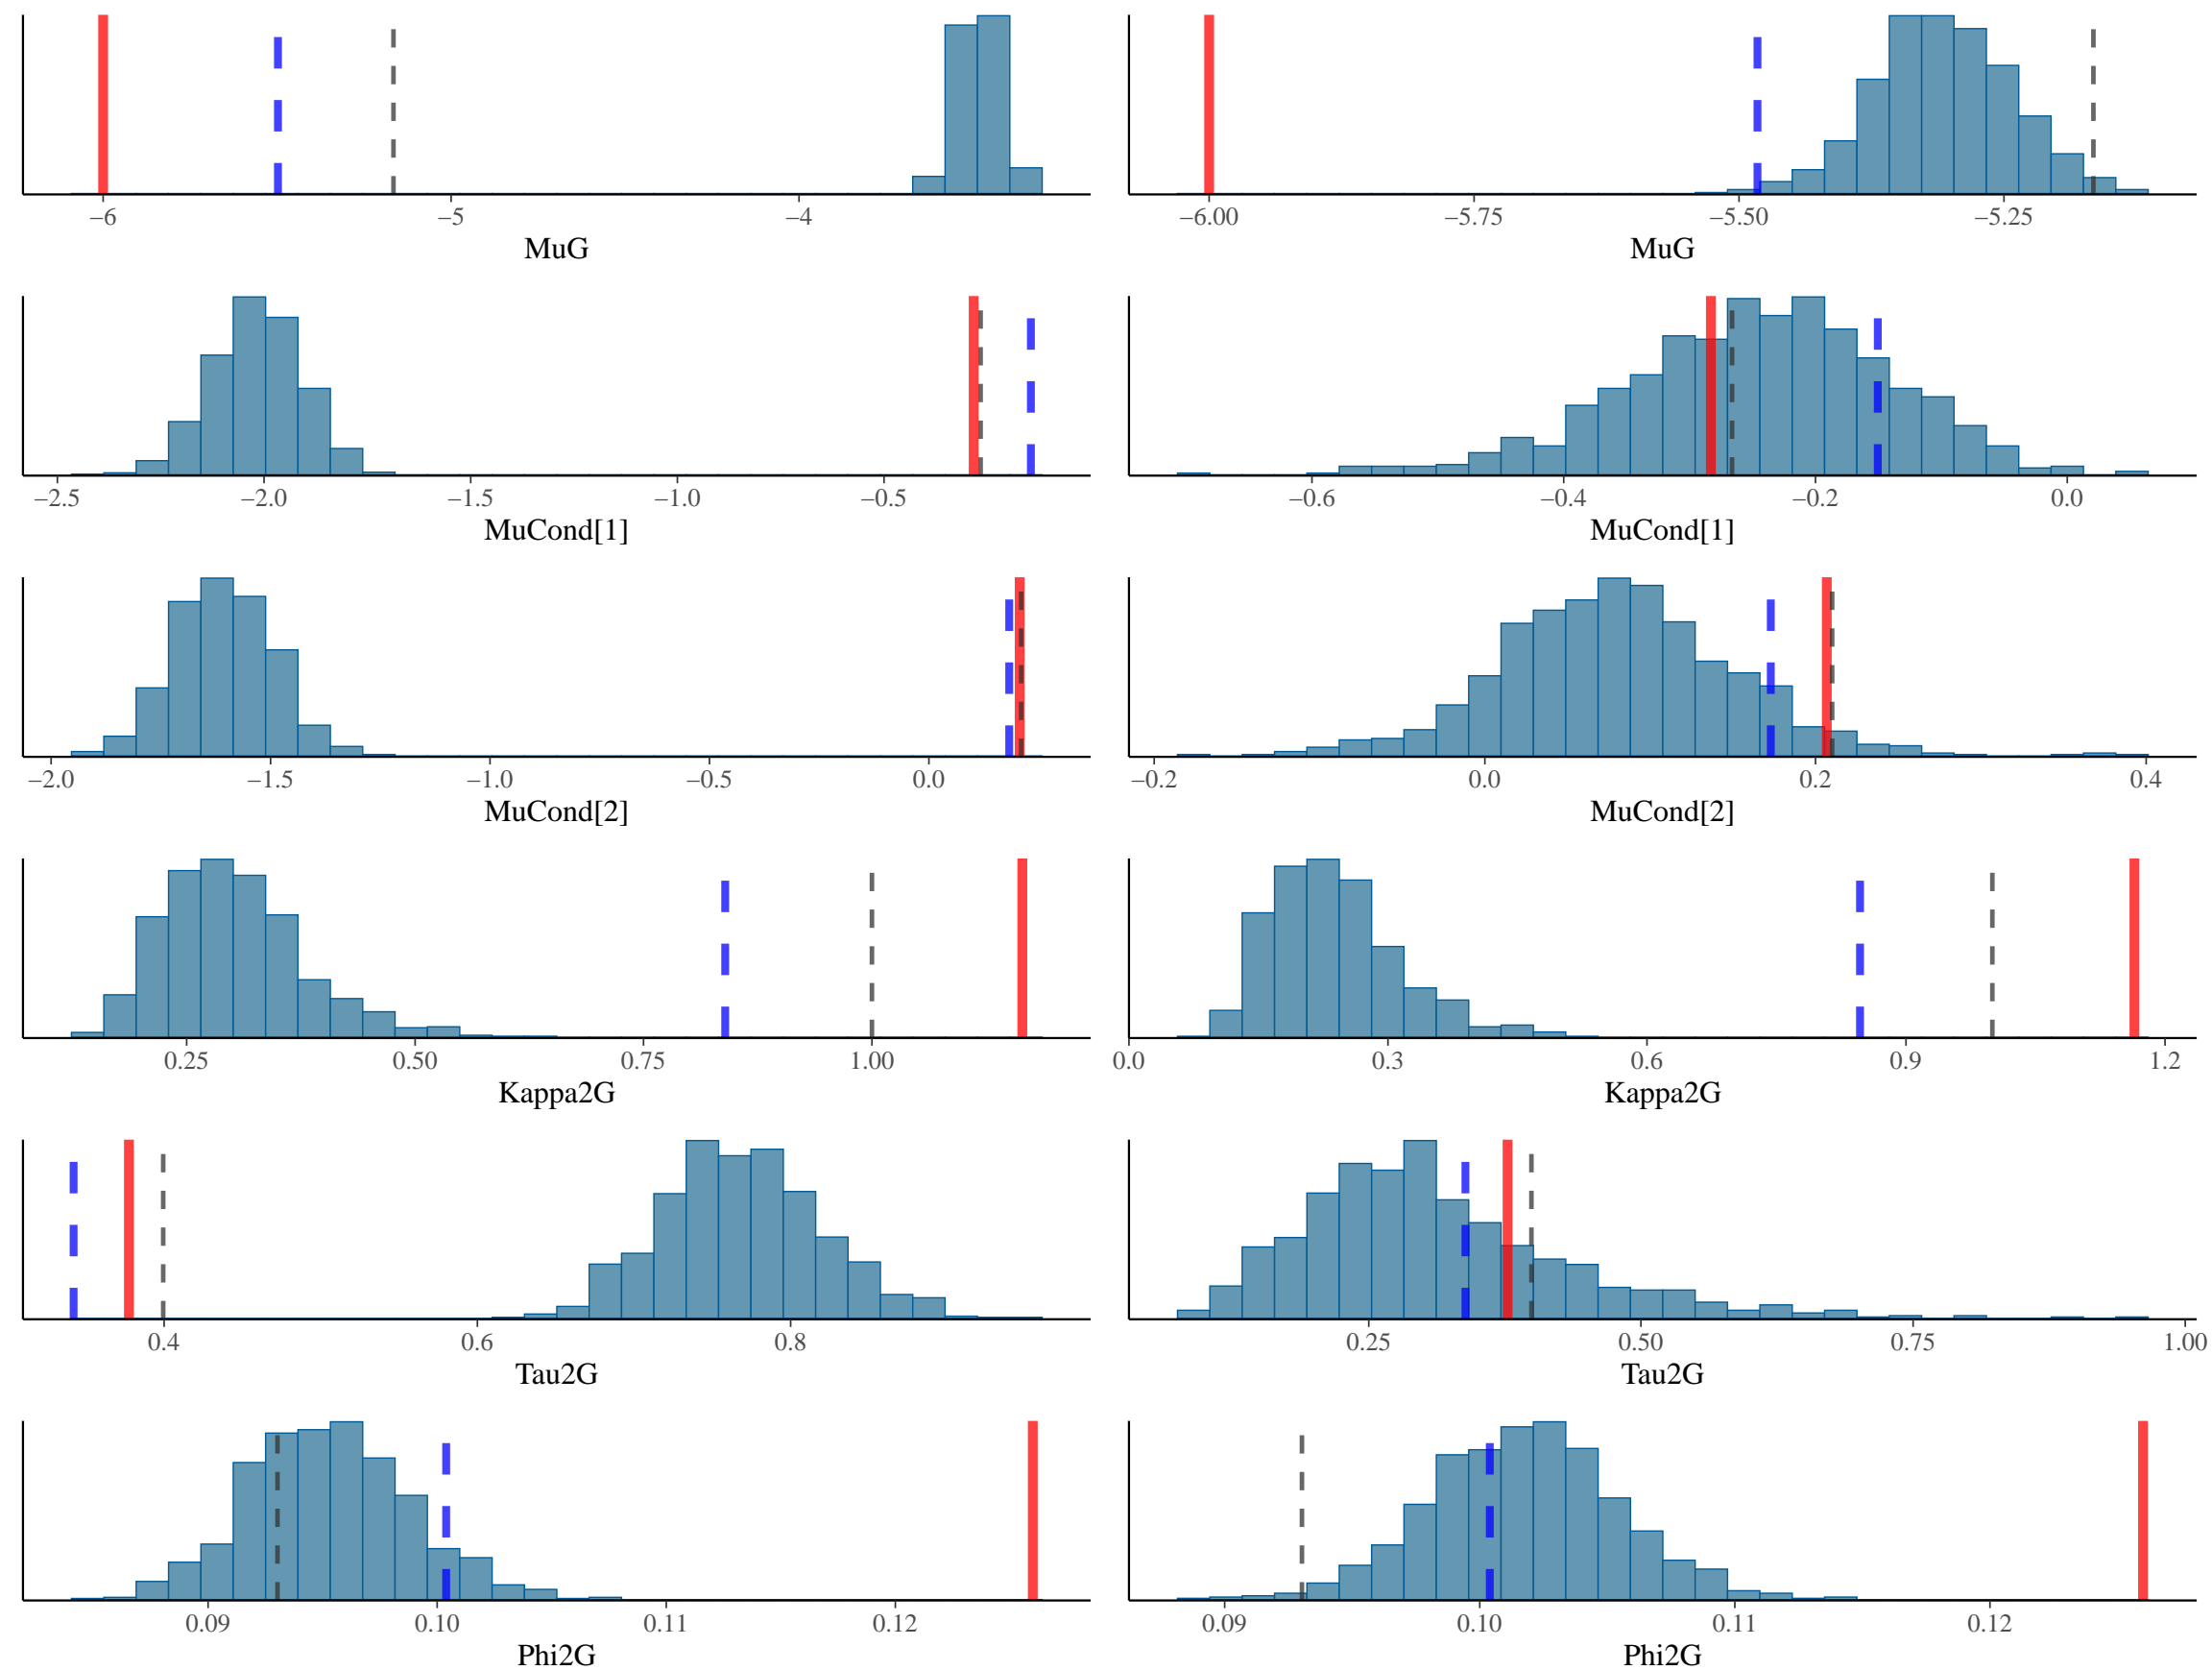 −6 −5 −4
MuG
−6.00 −5.75 −5.50 −5.25
MuG
−2.5 −2.0 −1.5 −1.0 −0.5
MuCond[1]
−0.6 −0.4 −0.2 0.0
MuCond[1]
−2.0 −1.5 −1.0 −0.5 0.0
MuCond[2]
−0.2 0.0 0.2 0.4
MuCond[2]
0.25 0.50 0.75 1.00
Kappa2G
0.0 0.3 0.6 0.9 1.2
Kappa2G
0.4 0.6 0.8
Tau2G
0.25 0.50 0.75 1.00
Tau2G
0.09 0.10 0.11 0.12
Phi2G
0.09 0.10 0.11 0.12
Phi2G